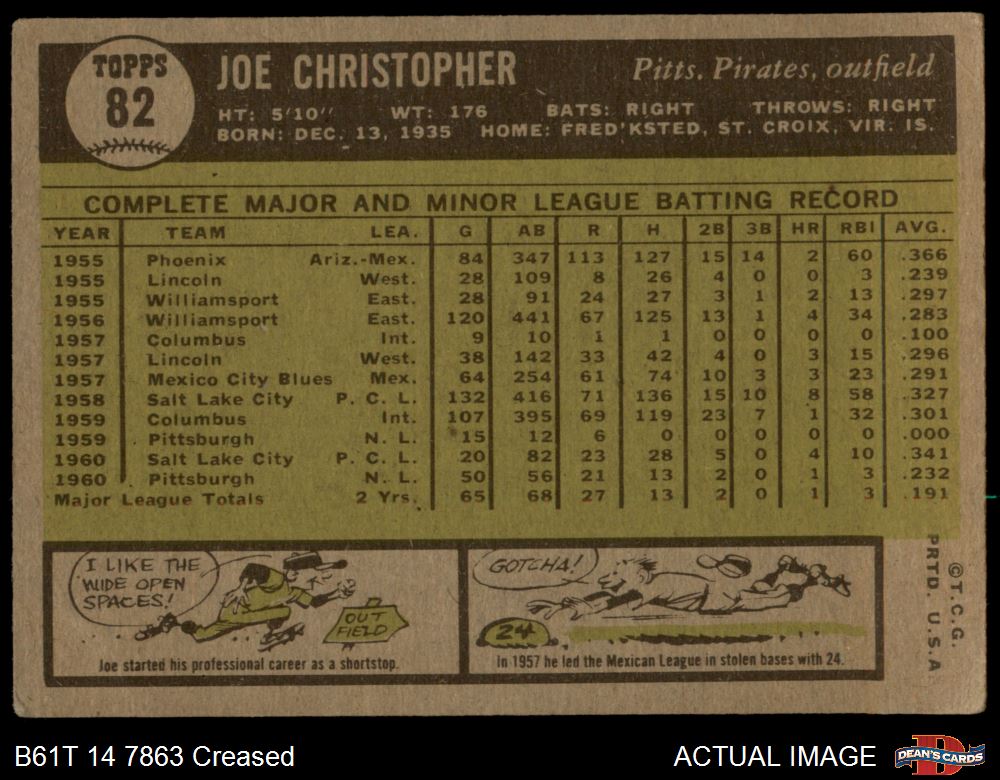 TOPPS
82
JOE CHRISTOPHER
Pitts. Pirates, outfield
HT: 5'10" WT: 176 BATS: RIGHT THROWS: RIGHT
BORN: DEC. 13, 1935 HOME: FRED'KSTED, ST. CROIX, VIR. IS.
COMPLETE MAJOR AND MINOR LEAGUE BATTING RECORD
YEAR TEAM LEA. G AB R H 2B 3B HR RBI AVG.
1955 Phoenix Ariz.-Mex. 84 347 113 127 15 14 2 60 .366
1955 Lincoln West. 28 109 8 26 4 0 0 3 .239
1955 Williamsport East. 28 91 24 27 3 1 2 13 .297
1956 Williamsport East. 120 441 67 125 13 1 4 34 .283
1957 Columbus Int. 9 10 1 1 0 0 0 0 .100
1957 Lincoln West. 38 142 33 42 4 0 3 15 .296
1957 Mexico City Blues Mex. 64 254 61 74 10 3 3 23 .291
1958 Salt Lake City P. C. L. 132 416 71 136 15 10 8 58 .327
1959 Columbus Int. 107 395 69 119 23 7 1 32 .301
1959 Pittsburgh N. L. 15 12 6 0 0 0 0 0 .000
1960 Salt Lake City P. C. L. 20 82 23 28 5 0 4 10 .341
1960 Pittsburgh N. L. 50 56 21 13 2 0 1 3 .232
Major League Totals 2 Yrs. 65 68 27 13 2 0 1 3 .191
I LIKE THE
WIDE OPEN
SPACES!
OUT
FIELD
Joe started his professional career as a shortstop.
GOTCHA!
24
In 1957 he led the Mexican League in stolen bases with 24.
©T.C.G.
PRTD. U.S.A
B61T 14 7863 Creased
ACTUAL IMAGE
DEAN'S CARDS